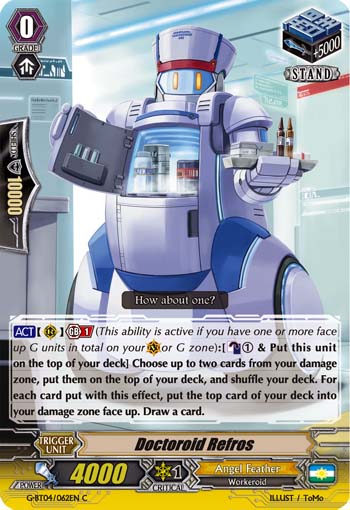 0
GRADE
+5000
STAND
SHIELD 10000
How about one?
ACT [ ] GB 1 (This ability is active if you have one or more face
up G units in total on your or G zone):[ ① & Put this unit
on the top of your deck] Choose up to two cards from your damage
zone, put them on the top of your deck, and shuffle your deck. For
each card put with this effect, put the top card of your deck into
your damage zone face up. Draw a card.
TRIGGER
UNIT
Doctoroid Refros
POWER
4000
1
CRITICAL
Angel Feather
Workeroid
G-BT04/062EN C
ILLUST / ToMo